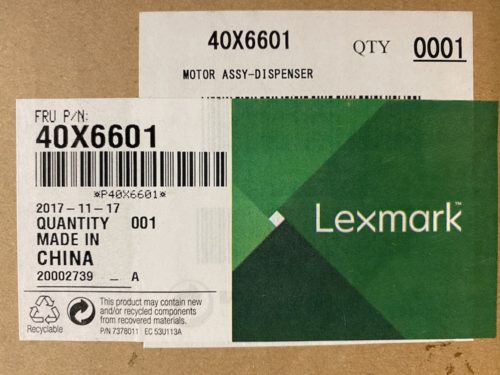 40X6601
QTY 0001
MOTOR ASSY-DISPENSER
FRU P/N:
40X6601
*P40X6601*
2017-11-17
QUANTITY 001
MADE IN
CHINA
20002739 _ A
Lexmark™
Recyclable
This product may contain new
and/or recycled components
from recovered materials.
P/N 7378011 EC 53U113A